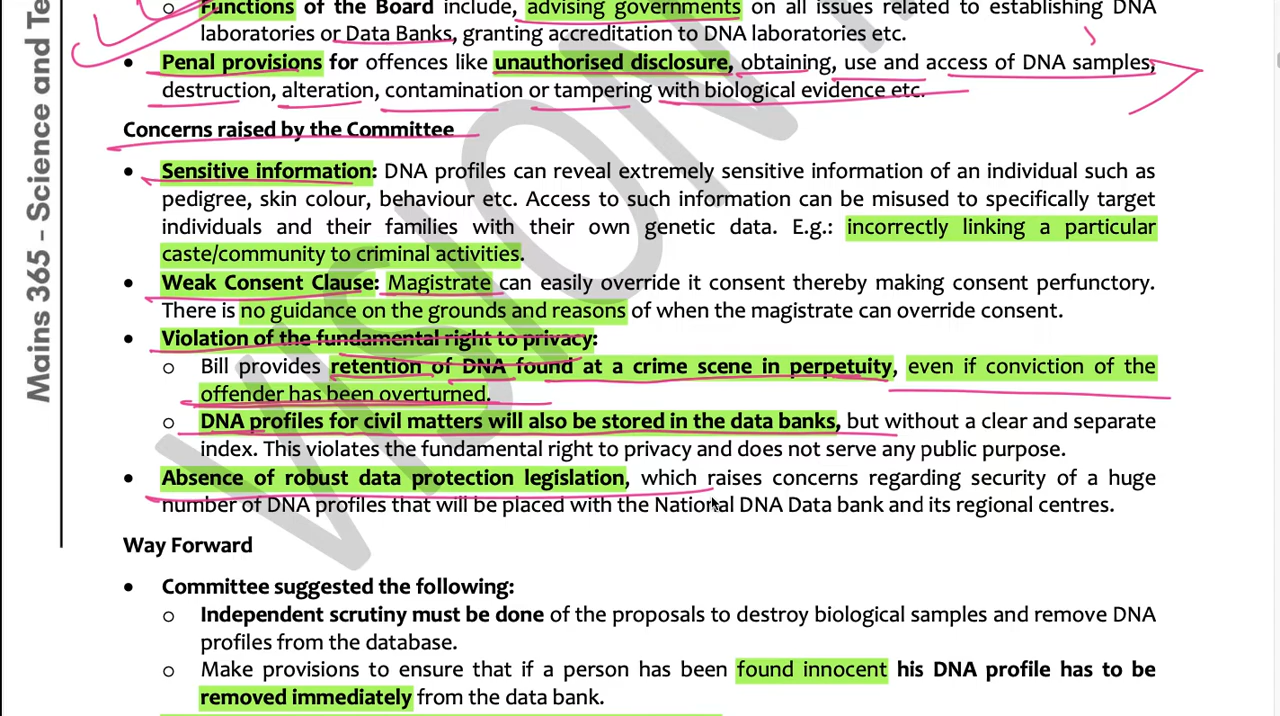 Functions of the Board include, advising governments on all issues related to establishing DNA
laboratories or Data Banks, granting accreditation to DNA laboratories etc.
Penal provisions for offences like unauthorised disclosure, obtaining, use and access of DNA samples,
destruction, alteration, contamination or tampering with biological evidence etc.
Concerns raised by the Committee
Sensitive information: DNA profiles can reveal extremely sensitive information of an individual such as
pedigree, skin colour, behaviour etc. Access to such information can be misused to specifically target
individuals and their families with their own genetic data. E.g.: incorrectly linking a particular
caste/community to criminal activities.
Weak Consent Clause: Magistrate can easily override it consent thereby making consent perfunctory.
There is no guidance on the grounds and reasons of when the magistrate can override consent.
Violation of the fundamental right to privacy:
Bill provides retention of DNA found at a crime scene in perpetuity, even if conviction of the
offender has been overturned.
DNA profiles for civil matters will also be stored in the data banks, but without a clear and separate
index. This violates the fundamental right to privacy and does not serve any public purpose.
Absence of robust data protection legislation, which raises concerns regarding security of a huge
number of DNA profiles that will be placed with the National DNA Data bank and its regional centres.
Way Forward
Committee suggested the following:
Independent scrutiny must be done of the proposals to destroy biological samples and remove DNA
profiles from the database.
Make provisions to ensure that if a person has been found innocent his DNA profile has to be
removed immediately from the data bank.
Mains 365 - Science and Te
VISION